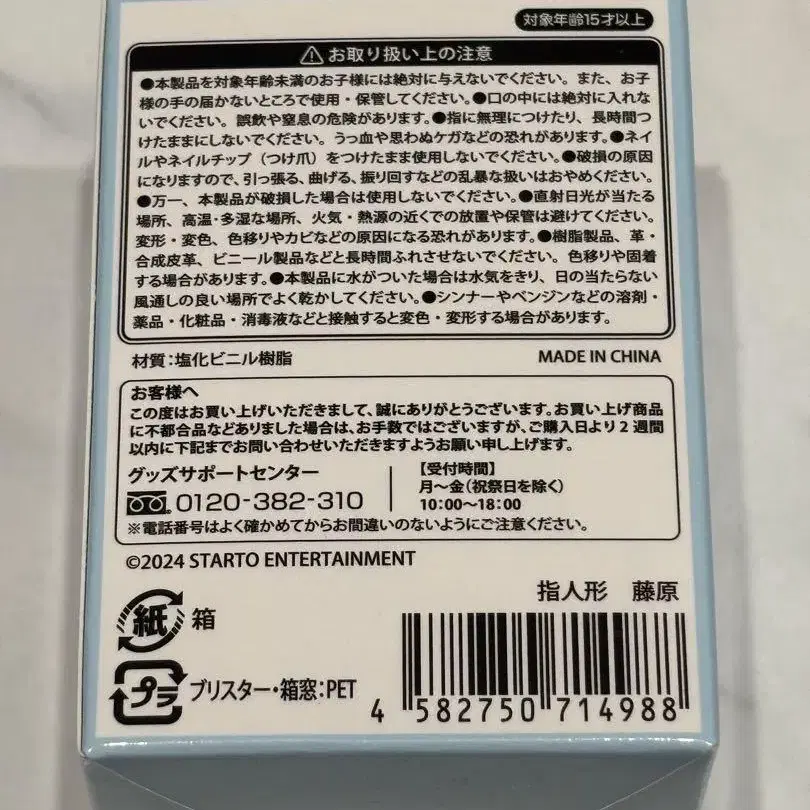 対象年齢15才以上
お取り扱い上の注意
●本製品を対象年齢未満のお子様には絶対に与えないでください。また、お子
様の手の届かないところで使用・保管してください。●口の中には絶対に入れな
いでください。誤飲や窒息の危険があります。●指に無理につけたり、長時間つ
けたままにしないでください。うっ血や思わぬケガなどの恐れがあります。●ネイ
ルやネイルチップ（つけ爪）をつけたまま使用しないでください。●破損の原因
になりますので、引っ張る、曲げる、振り回すなどの乱暴な扱いはおやめください。
●万一、本製品が破損した場合は使用しないでください。●直射日光が当たる
場所、高温・多湿な場所、火気・熱源の近くでの放置や保管は避けてください。
変形・変色、色移りやカビなどの原因になる恐れがあります。●樹脂製品、革・
合成皮革、ビニール製品などと長時間ふれさせないでください。色移りや固着
する場合があります。●本製品に水がついた場合は水気をきり、日の当たらない
風通しの良い場所でよく乾かしてください。●シンナーやベンジンなどの溶剤・
薬品・化粧品・消毒液などと接触すると変色・変形する場合があります。
材質：塩化ビニル樹脂 MADE IN CHINA
お客様へ
この度はお買い上げいただきまして、誠にありがとうございます。お買い上げ商品
に不都合品などありました場合は、お手数ではございますが、ご購入日より2週間
以内に下記までお問い合わせいただきますようお願い申し上げます。
グッズサポートセンター
0120-382-310
【受付時間】
月～金（祝祭日を除く）
10:00～18:00
※電話番号はよく確かめてからお間違いのないようにご注意ください。
©2024 STARTO ENTERTAINMENT
指人形 藤原
紙 箱
プラ ブリスター・箱窓：PET
4 582750 714988